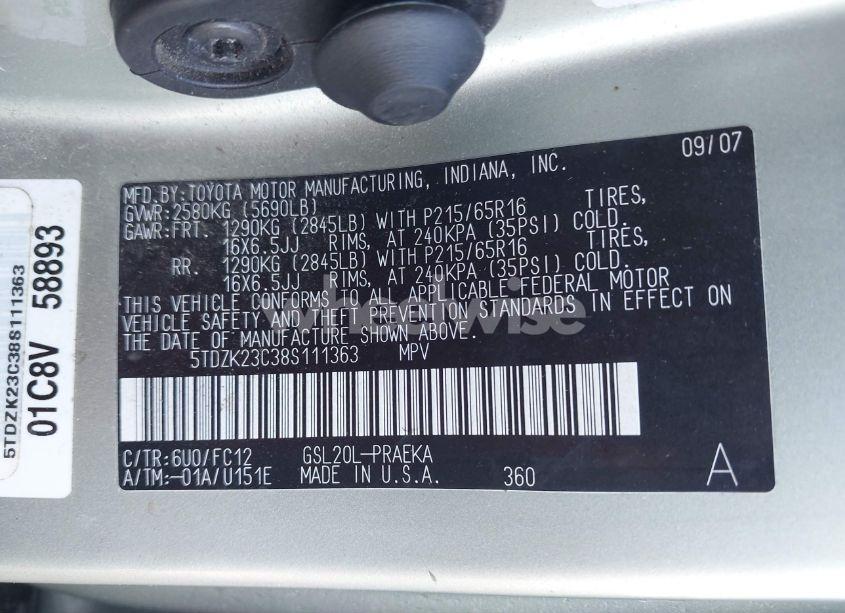 09/07
MFD.BY:TOYOTA MOTOR MANUFACTURING, INDIANA, INC.
GVWR:2580KG (5690LB)
GAWR:FRT. 1290KG (2845LB) WITH P215/65R16 TIRES,
16X6.5JJ RIMS, AT 240KPA (35PSI) COLD.
RR. 1290KG (2845LB) WITH P215/65R16 TIRES,
16X6.5JJ RIMS, AT 240KPA (35PSI) COLD.
THIS VEHICLE CONFORMS TO ALL APPLICABLE FEDERAL MOTOR
VEHICLE SAFETY AND THEFT PREVENTION STANDARDS IN EFFECT ON
THE DATE OF MANUFACTURE SHOWN ABOVE.
5TDZK23C38S111363 MPV
C/TR:6U0/FC12 GSL20L-PRAEKA
A/TM:-01A/U151E MADE IN U.S.A. 360 A
5TDZK23C38S111363
01C8V 58893
wheelwise